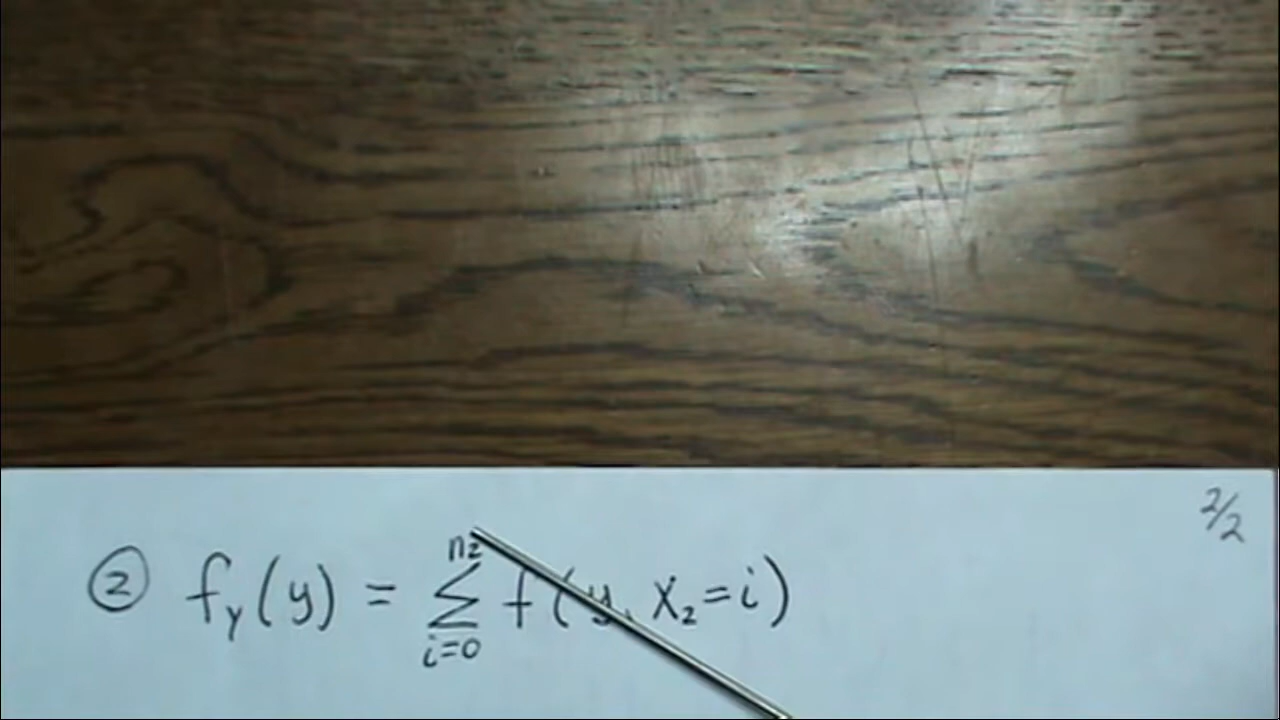 2/2
② f_Y(y) = Σ_{i=0}^{n₂} f(y, X₂=i)